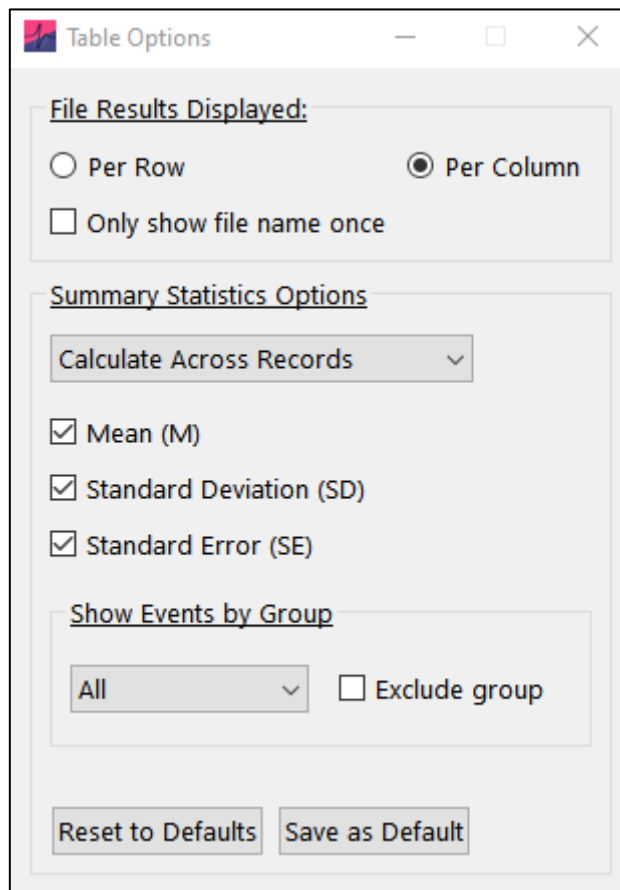 Table Options
File Results Displayed:
Per Row
Per Column
Only show file name once
Summary Statistics Options
Calculate Across Records
Mean (M)
Standard Deviation (SD)
Standard Error (SE)
Show Events by Group
All
Exclude group
Reset to Defaults
Save as Default